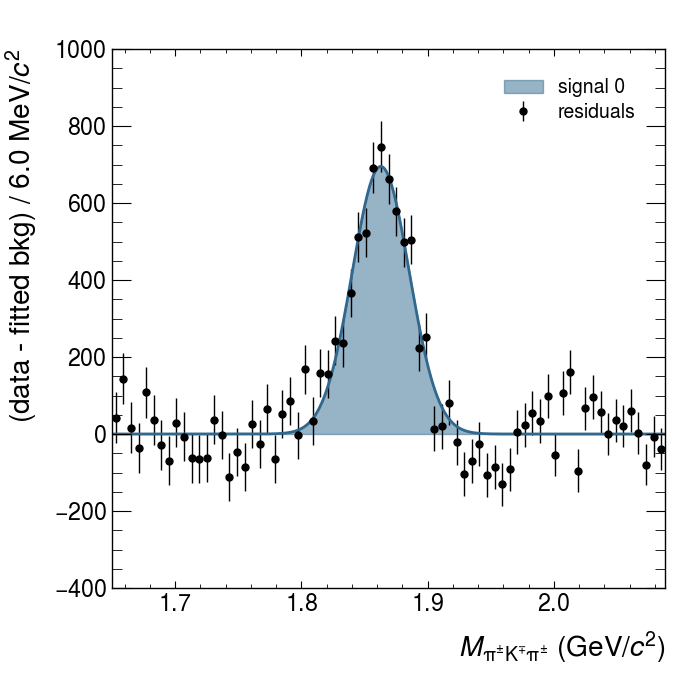 (data - fitted bkg) / 6.0 MeV/c²
1000
800
600
400
200
0
−200
−400
signal 0
residuals
1.7 1.8 1.9 2.0
M_π±K∓π± (GeV/c²)